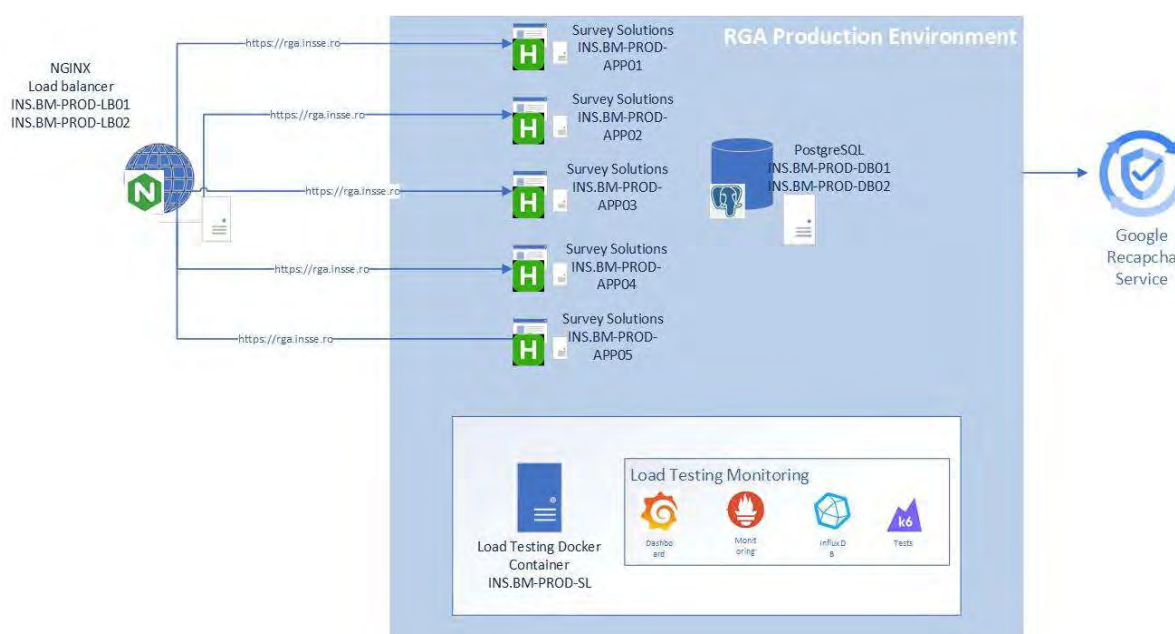 RGA Production Environment
NGINX
Load balancer
INS.BM-PROD-LB01
INS.BM-PROD-LB02
https://rga.insse.ro
Survey Solutions
INS.BM-PROD-
APP01
https://rga.insse.ro
Survey Solutions
INS.BM-PROD-
APP02
https://rga.insse.ro
Survey Solutions
INS.BM-PROD-
APP03
https://rga.insse.ro
Survey Solutions
INS.BM-PROD-
APP04
https://rga.insse.ro
Survey Solutions
INS.BM-PROD-
APP05
N
H
H
H
H
H
PostgreSQL
INS.BM-PROD-DB01
INS.BM-PROD-DB02
Google
Recapcha
Service
Load Testing Docker
Container
INS.BM-PROD-SL
Load Testing Monitoring
Dashbo
ard
Monit
oring
InfluxD
B
k6
Tests